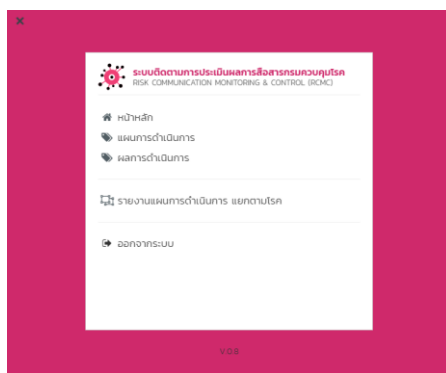 ระบบติดตามการประเมินผลการสื่อสารกรมควบคุมโรค
RISK COMMUNICATION MONITORING & CONTROL (RCMC)
หน้าหลัก
แผนการดำเนินการ
ผลการดำเนินการ
รายงานแผนการดำเนินการ แยกตามโรค
ออกจากระบบ
V.0.8